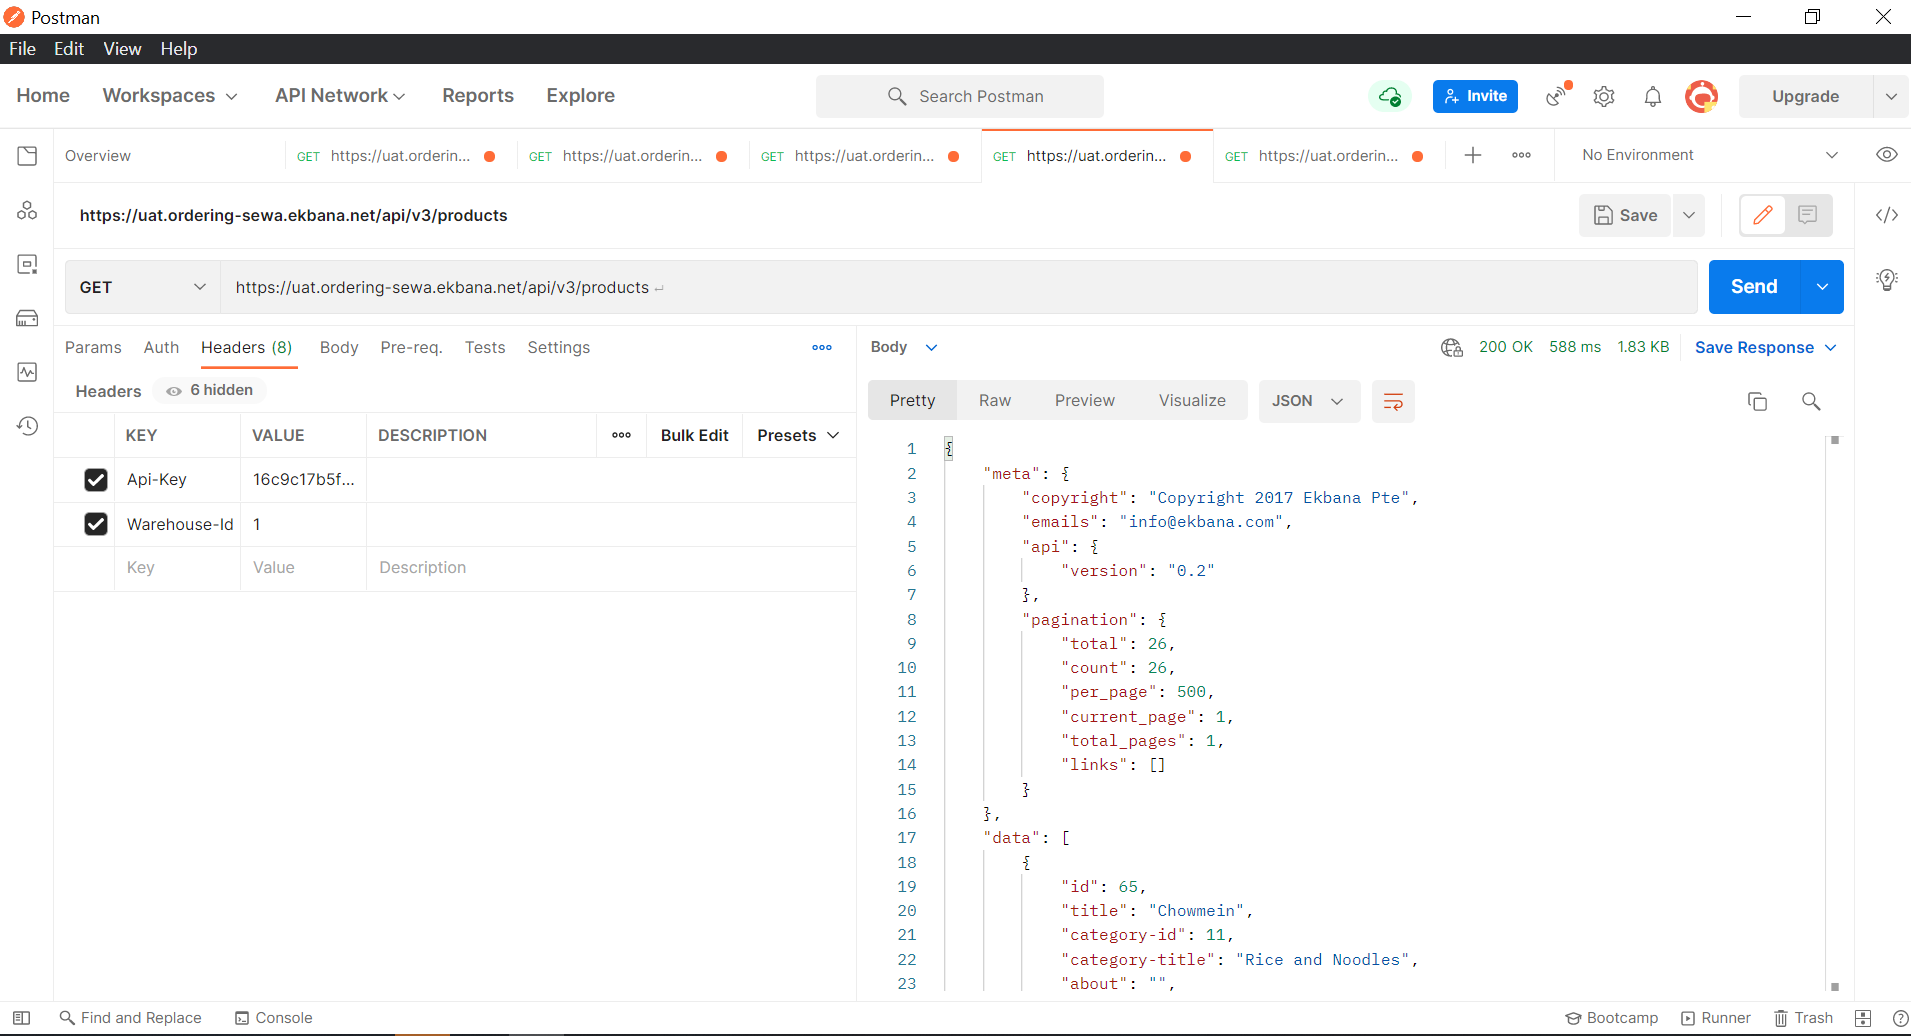 Postman
File Edit View Help
Home Workspaces API Network Reports Explore Search Postman Invite Upgrade
Overview GET https://uat.orderin... GET https://uat.orderin... GET https://uat.orderin... GET https://uat.orderin... GET https://uat.orderin... No Environment
https://uat.ordering-sewa.ekbana.net/api/v3/products Save
GET https://uat.ordering-sewa.ekbana.net/api/v3/products Send
Params Auth Headers (8) Body Pre-req. Tests Settings
Body 200 OK 588 ms 1.83 KB Save Response
Headers 6 hidden
Pretty Raw Preview Visualize JSON
KEY VALUE DESCRIPTION Bulk Edit Presets
Api-Key 16c9c17b5f...
Warehouse-Id 1
Key Value Description
1 {
2 "meta": {
3 "copyright": "Copyright 2017 Ekbana Pte",
4 "emails": "info@ekbana.com",
5 "api": {
6 "version": "0.2"
7 },
8 "pagination": {
9 "total": 26,
10 "count": 26,
11 "per_page": 500,
12 "current_page": 1,
13 "total_pages": 1,
14 "links": []
15 }
16 },
17 "data": [
18 {
19 "id": 65,
20 "title": "Chowmein",
21 "category-id": 11,
22 "category-title": "Rice and Noodles",
23 "about": "",
Find and Replace Console Bootcamp Runner Trash